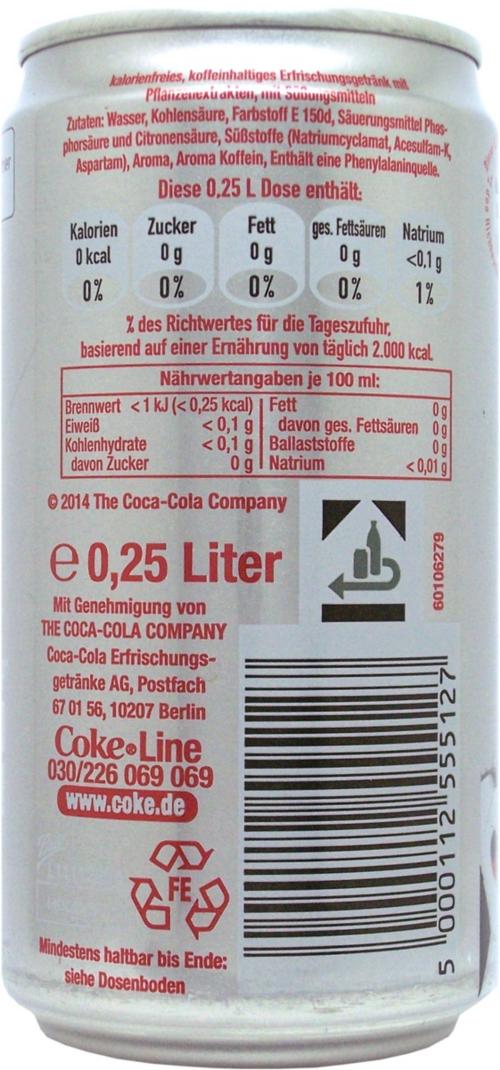 kalorienfreies, koffeinhaltiges Erfrischungsgetränk mit
Pflanzenextrakten, mit Süßungsmitteln
Zutaten: Wasser, Kohlensäure, Farbstoff E 150d, Säuerungsmittel Phos-
phorsäure und Citronensäure, Süßstoffe (Natriumcyclamat, Acesulfam-K,
Aspartam), Aroma, Aroma Koffein, Enthält eine Phenylalaninquelle.
Diese 0,25 L Dose enthält:
Kalorien Zucker Fett ges. Fettsäuren Natrium
0 kcal 0 g 0 g 0 g <0,1 g
0% 0% 0% 0% 1%
% des Richtwertes für die Tageszufuhr,
basierend auf einer Ernährung von täglich 2.000 kcal.
Nährwertangaben je 100 ml:
Brennwert <1 kJ (< 0,25 kcal) Fett 0 g
Eiweiß < 0,1 g davon ges. Fettsäuren 0 g
Kohlenhydrate < 0,1 g Ballaststoffe 0 g
davon Zucker 0 g Natrium < 0,01 g
© 2014 The Coca-Cola Company
e 0,25 Liter
60106279
Mit Genehmigung von
THE COCA-COLA COMPANY
Coca-Cola Erfrischungs-
getränke AG, Postfach
67 01 56, 10207 Berlin
Coke Line
030/226 069 069
www.coke.de
FE
5 000112 555127
Mindestens haltbar bis Ende:
siehe Dosenboden